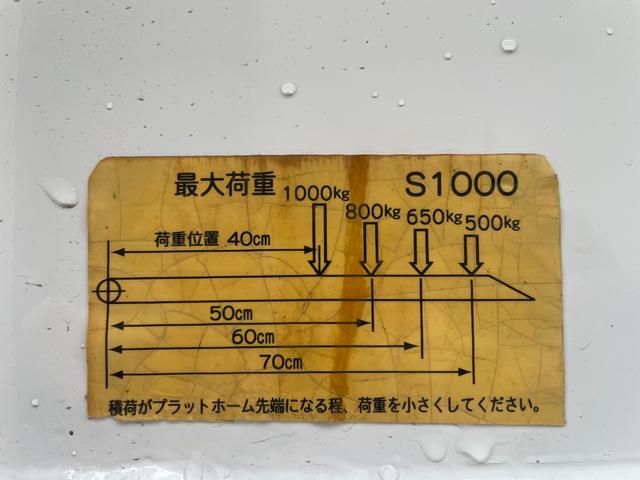 最大荷重
S1000
1000kg
800kg
650kg
500kg
荷重位置 40cm
50cm
60cm
70cm
積荷がプラットホーム先端になる程、荷重を小さくしてください。